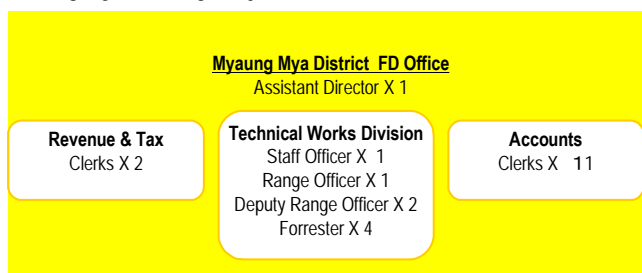 Myaung Mya District FD Office
Assistant Director X 1
Revenue & Tax
Clerks X 2
Technical Works Division
Staff Officer X 1
Range Officer X 1
Deputy Range Officer X 2
Forrester X 4
Accounts
Clerks X 11